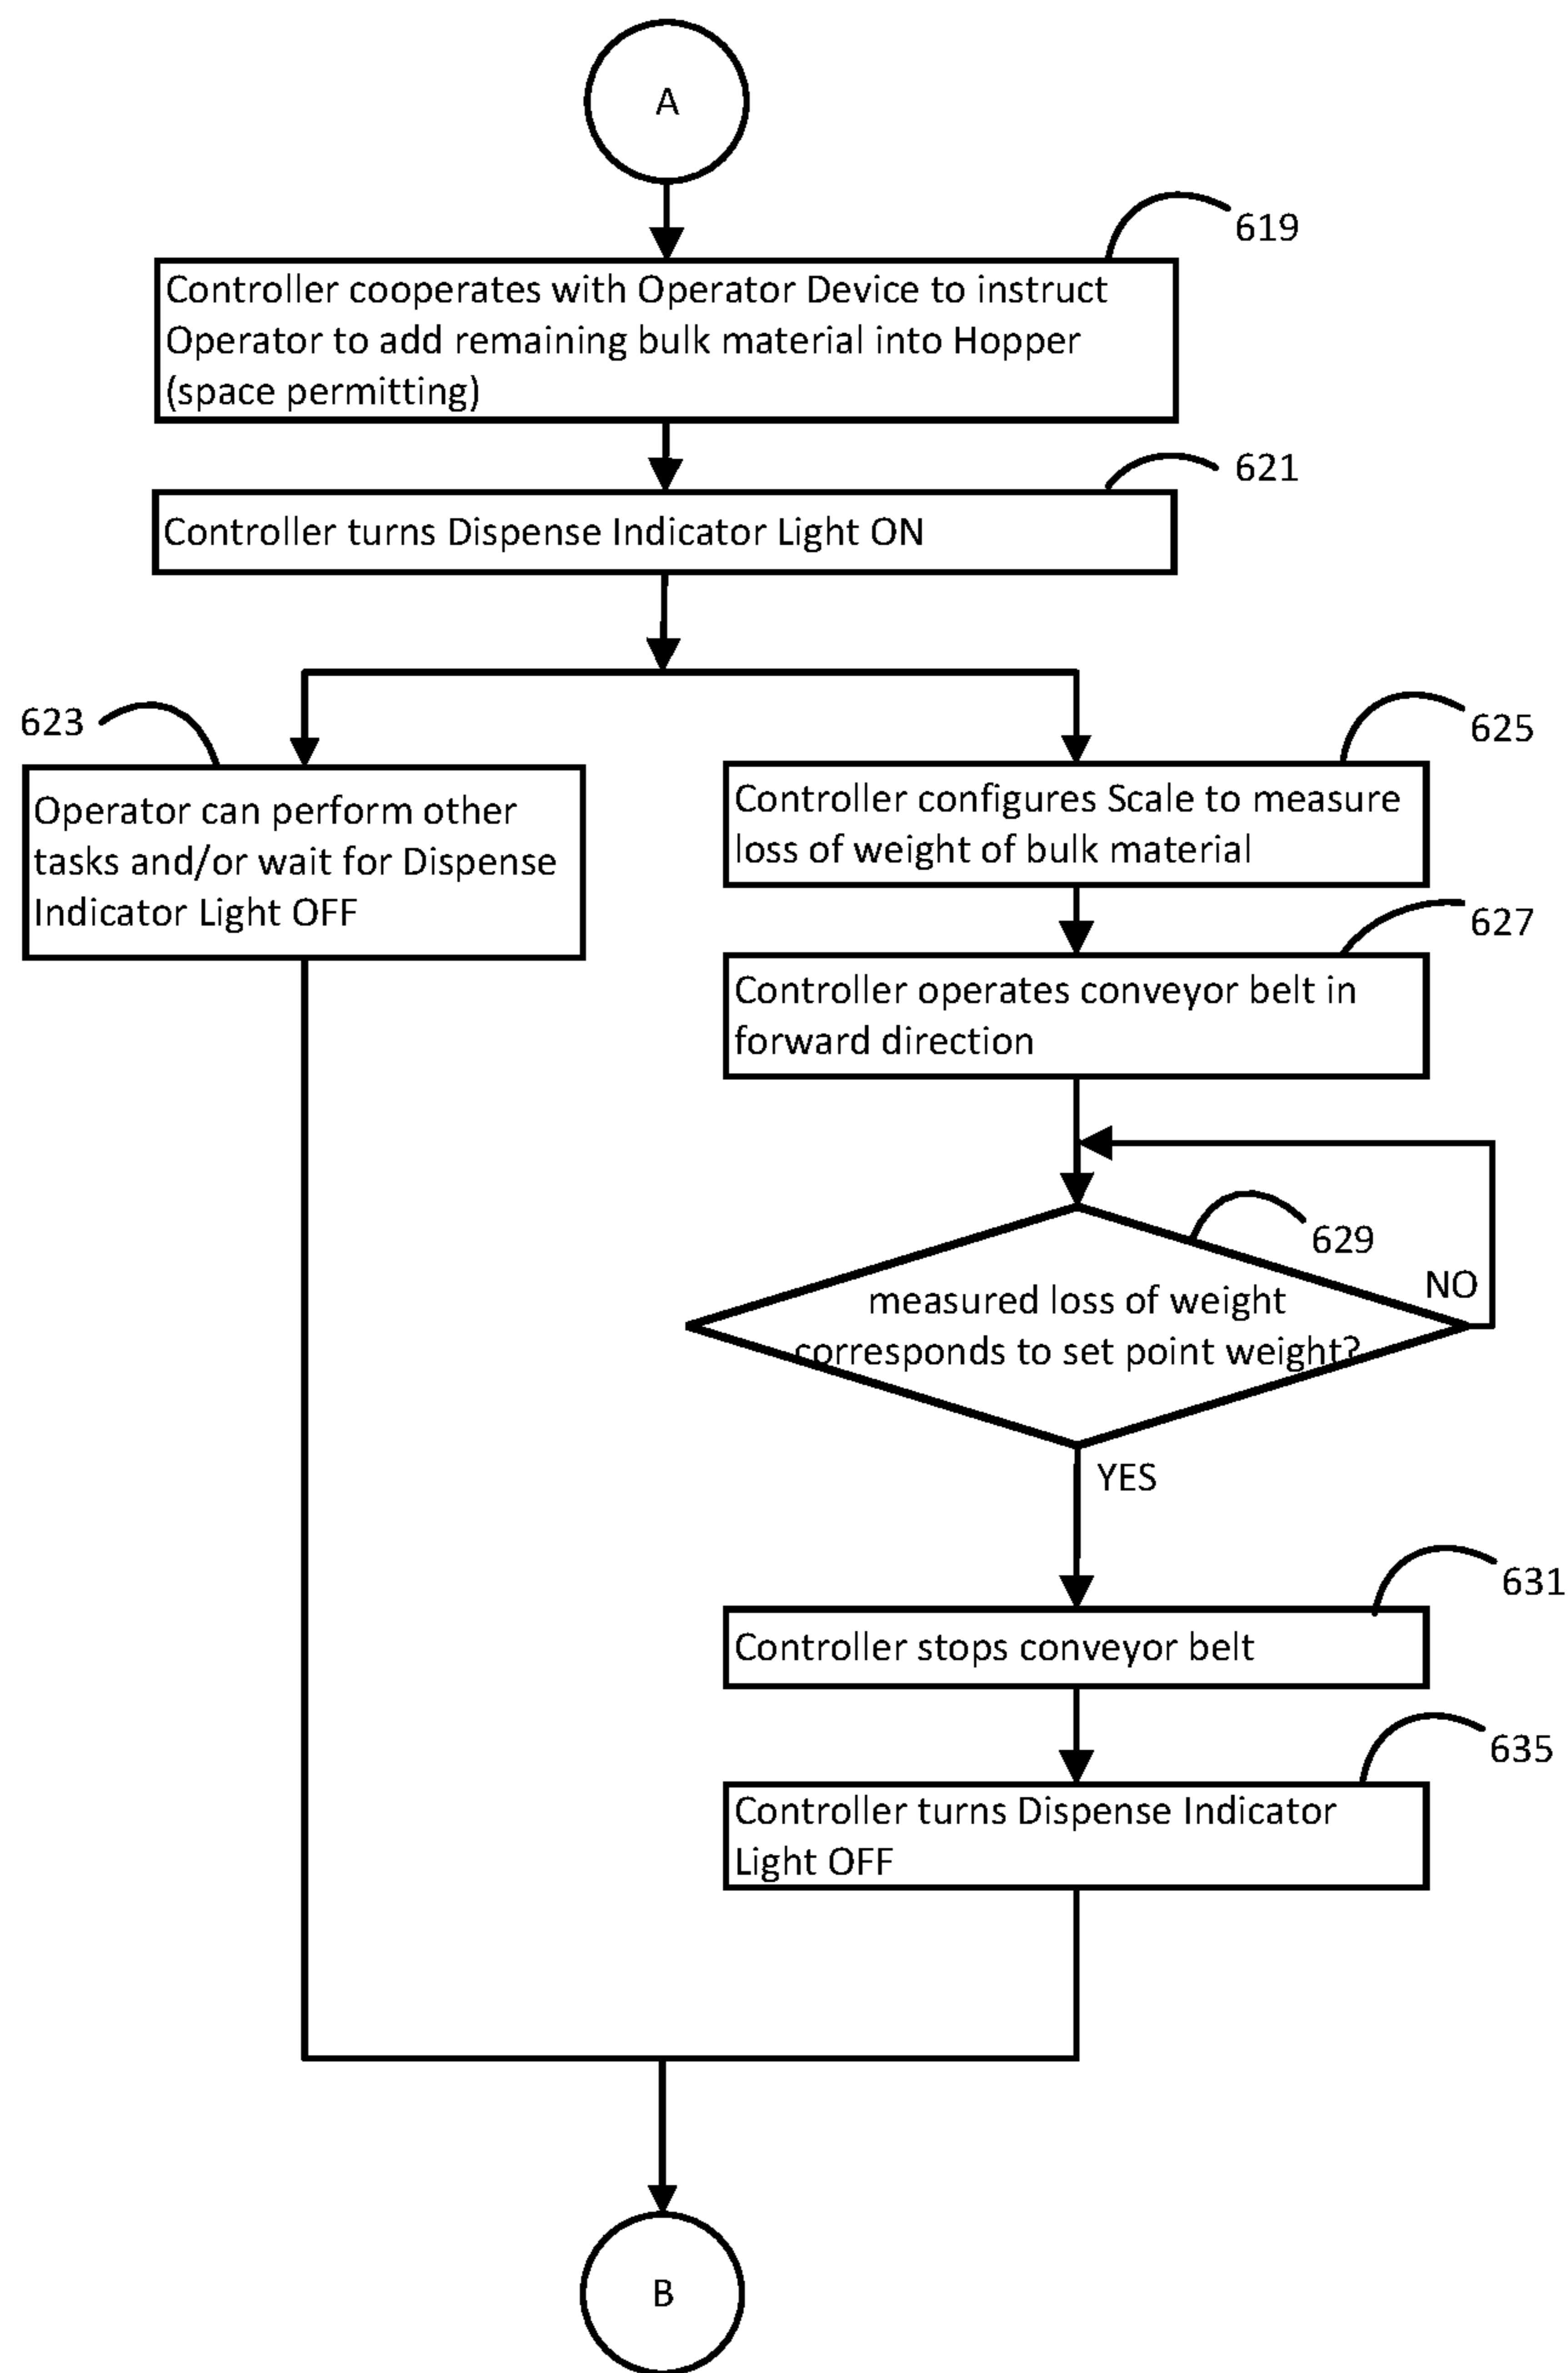 A
619
Controller cooperates with Operator Device to instruct
Operator to add remaining bulk material into Hopper
(space permitting)
621
Controller turns Dispense Indicator Light ON
623
Operator can perform other
tasks and/or wait for Dispense
Indicator Light OFF
625
Controller configures Scale to measure
loss of weight of bulk material
627
Controller operates conveyor belt in
forward direction
629
NO
measured loss of weight
corresponds to set point weight?
YES
631
Controller stops conveyor belt
635
Controller turns Dispense Indicator
Light OFF
B